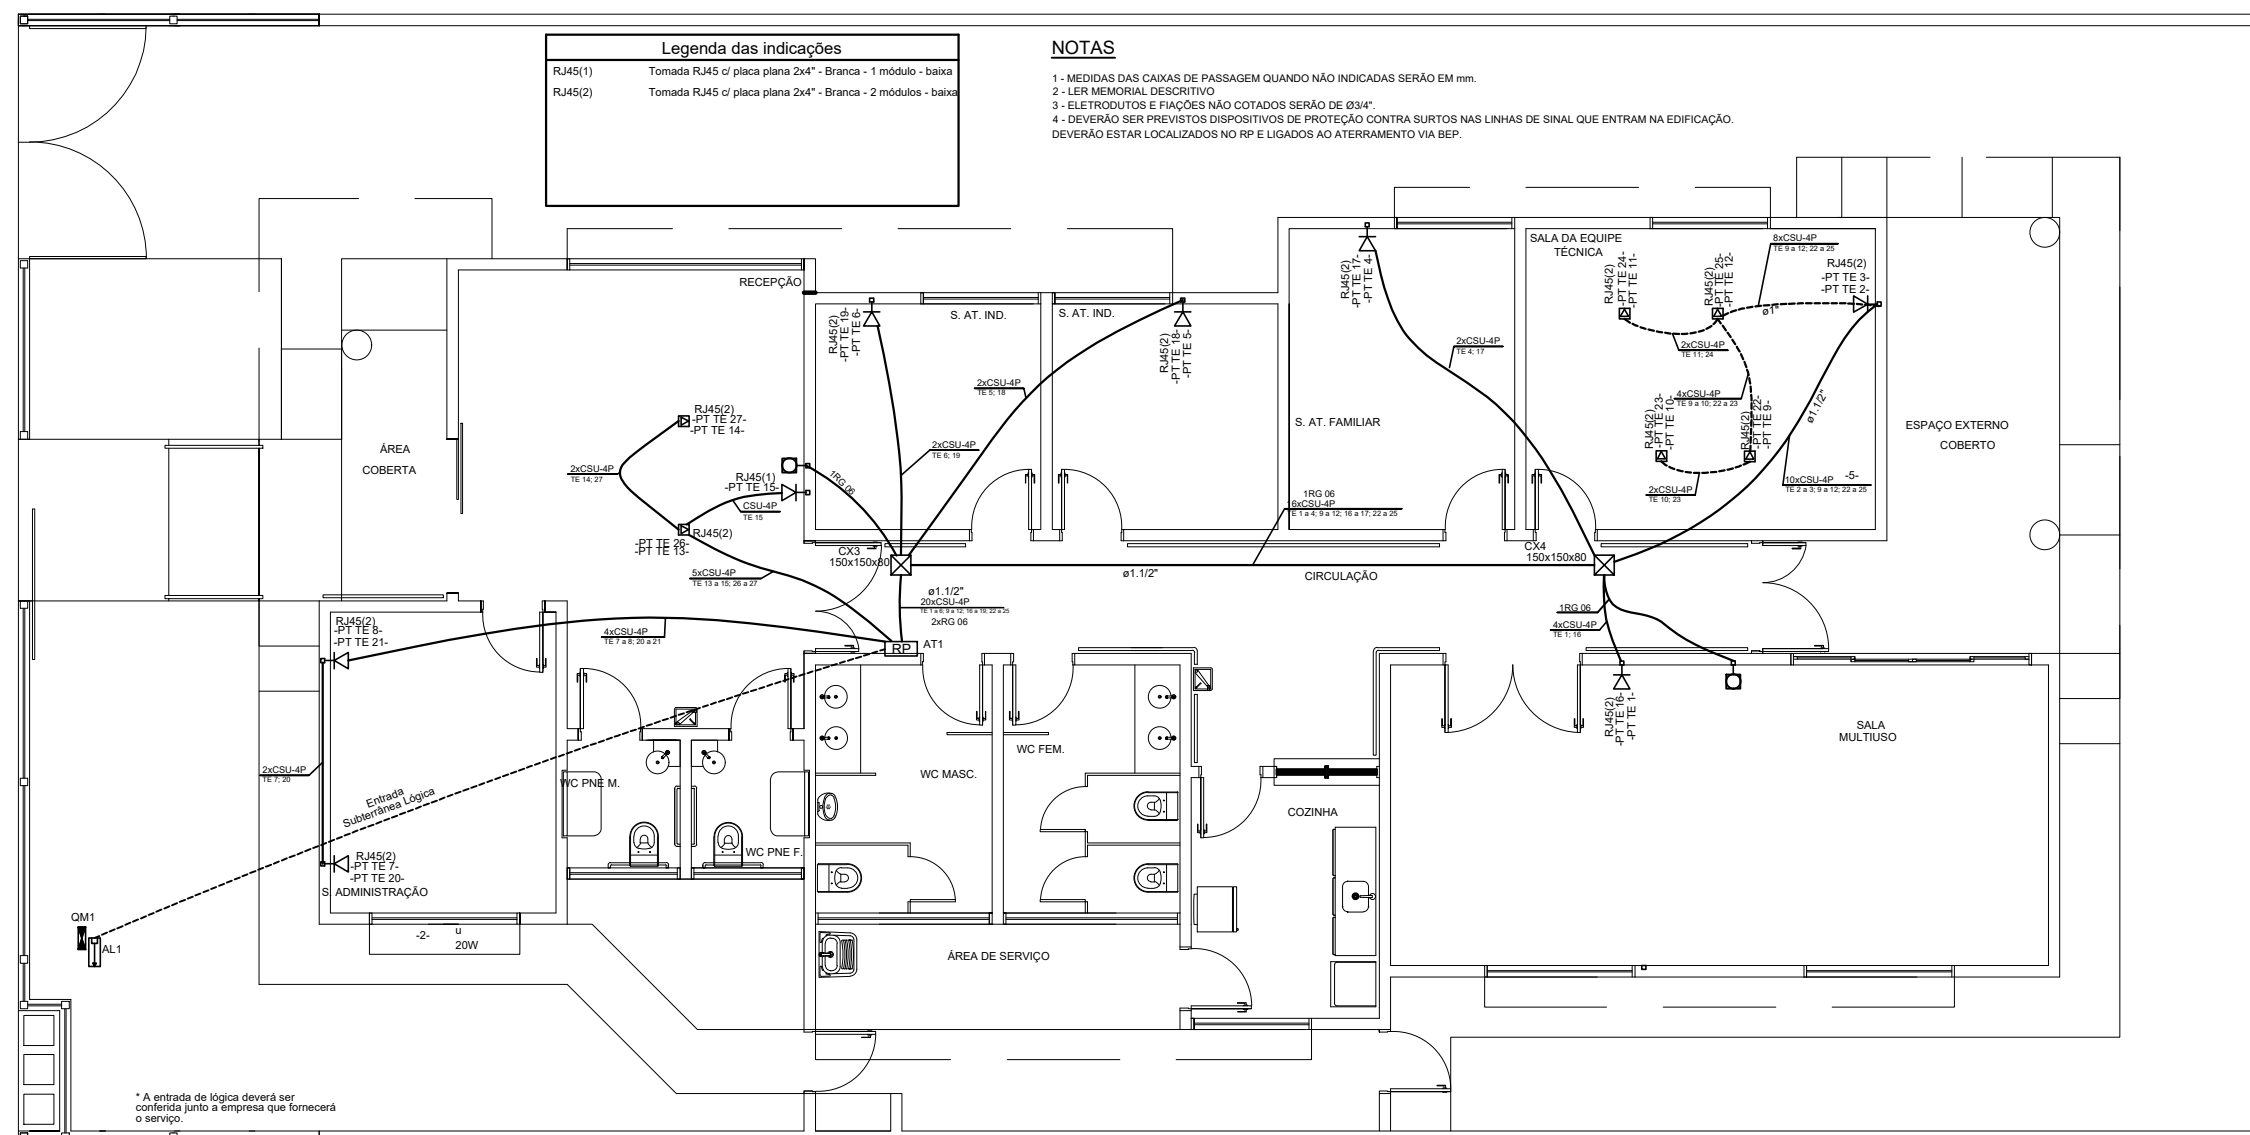 Legenda das indicações
RJ45(1) Tomada RJ45 c/ placa plana 2x4" - Branca - 1 módulo - baixa
RJ45(2) Tomada RJ45 c/ placa plana 2x4" - Branca - 2 módulos - baixa
NOTAS
1 - MEDIDAS DAS CAIXAS DE PASSAGEM QUANDO NÃO INDICADAS SERÃO EM mm.
2 - LER MEMORIAL DESCRITIVO
3 - ELETRODUTOS E FIAÇÕES NÃO COTADOS SERÃO DE Ø3/4".
4 - DEVERÃO SER PREVISTOS DISPOSITIVOS DE PROTEÇÃO CONTRA SURTOS NAS LINHAS DE SINAL QUE ENTRAM NA EDIFICAÇÃO.
DEVERÃO ESTAR LOCALIZADOS NO RP E LIGADOS AO ATERRAMENTO VIA BEP.
RECEPÇÃO
S. AT. IND.
S. AT. IND.
RJ45(2)
-PT TE 19-
-PT TE 6-
RJ45(2)
-PT TE 18-
-PT TE 5-
RJ45(2)
-PT TE 17-
-PT TE 4-
SALA DA EQUIPE
TÉCNICA
RJ45(2)
-PT TE 24-
-PT TE 11-
RJ45(2)
-PT TE 25-
-PT TE 12-
8xCSU-4P
TE 9 a 12; 22 a 25
RJ45(2)
-PT TE 3-
-PT TE 2-
ø1"
2xCSU-4P
TE 11; 24
2xCSU-4P
TE 4; 17
2xCSU-4P
TE 5; 18
4xCSU-4P
TE 9 a 10; 22 a 23
ø1.1/2"
RJ45(2)
-PT TE 27-
-PT TE 14-
S. AT. FAMILIAR
RJ45(2)
-PT TE 23-
-PT TE 10-
RJ45(2)
-PT TE 22-
-PT TE 9-
ESPAÇO EXTERNO
COBERTO
ÁREA
COBERTA
2xCSU-4P
TE 6; 19
2xCSU-4P
TE 14; 27
RJ45(1)
-PT TE 15-
1RG 06
CSU-4P
TE 15
10xCSU-4P
TE 2 a 3; 9 a 12; 22 a 25
-5-
2xCSU-4P
TE 10; 23
1RG 06
16xCSU-4P
TE 1 a 4; 9 a 12; 16 a 17; 22 a 25
RJ45(2)
-PT TE 26-
-PT TE 13-
CX3
150x150x80
CX4
150x150x80
5xCSU-4P
TE 13 a 15; 26 a 27
ø1.1/2"
CIRCULAÇÃO
ø1.1/2"
20xCSU-4P
TE 1 a 6; 9 a 12; 16 a 19; 22 a 25
2xRG 06
1RG 06
4xCSU-4P
TE 1; 16
RJ45(2)
-PT TE 8-
-PT TE 21-
4xCSU-4P
TE 7 a 8; 20 a 21
RP
AT1
RJ45(2)
-PT TE 16-
-PT TE 1-
SALA
MULTIUSO
WC FEM.
WC MASC.
2xCSU-4P
TE 7; 20
WC PNE M.
Entrada
Subterrânea Lógica
COZINHA
WC PNE F.
RJ45(2)
-PT TE 7-
-PT TE 20-
S. ADMINISTRAÇÃO
QM1
AL1
-2-
u
20W
ÁREA DE SERVIÇO
* A entrada de lógica deverá ser
conferida junto a empresa que fornecerá
o serviço.